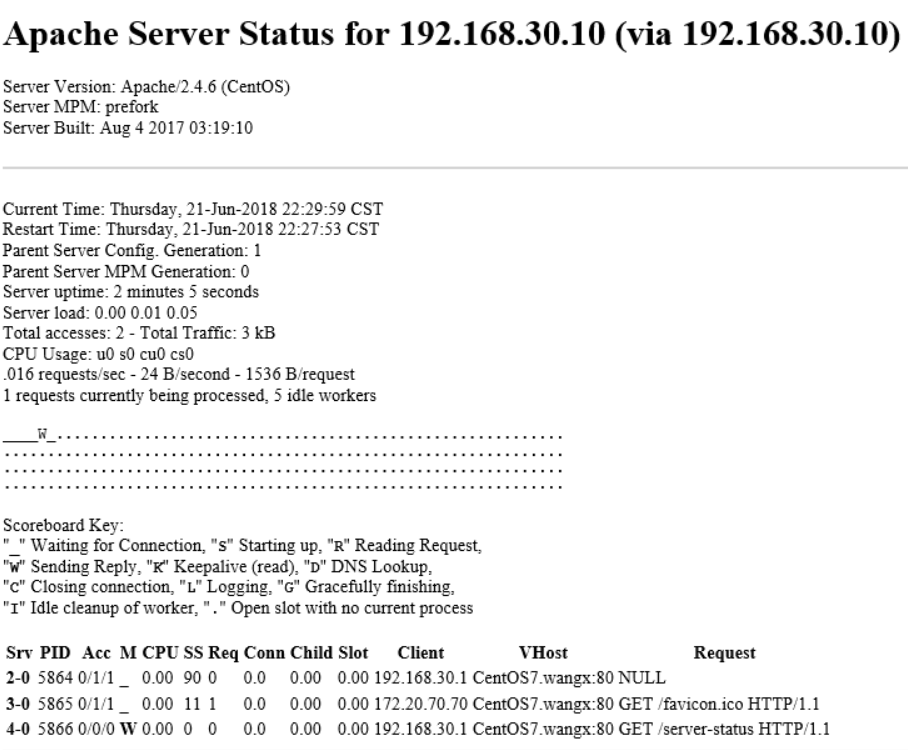 Apache Server Status for 192.168.30.10 (via 192.168.30.10)
Server Version: Apache/2.4.6 (CentOS)
Server MPM: prefork
Server Built: Aug 4 2017 03:19:10
Current Time: Thursday, 21-Jun-2018 22:29:59 CST
Restart Time: Thursday, 21-Jun-2018 22:27:53 CST
Parent Server Config. Generation: 1
Parent Server MPM Generation: 0
Server uptime: 2 minutes 5 seconds
Server load: 0.00 0.01 0.05
Total accesses: 2 - Total Traffic: 3 kB
CPU Usage: u0 s0 cu0 cs0
.016 requests/sec - 24 B/second - 1536 B/request
1 requests currently being processed, 5 idle workers
____W_..........................................................
................................................................
................................................................
................................................................
Scoreboard Key:
"_" Waiting for Connection, "S" Starting up, "R" Reading Request,
"W" Sending Reply, "K" Keepalive (read), "D" DNS Lookup,
"C" Closing connection, "L" Logging, "G" Gracefully finishing,
"I" Idle cleanup of worker, "." Open slot with no current process
Srv PID Acc M CPU SS Req Conn Child Slot Client VHost Request
2-0 5864 0/1/1 _ 0.00 90 0 0.0 0.00 0.00 192.168.30.1 CentOS7.wangx:80 NULL
3-0 5865 0/1/1 _ 0.00 11 1 0.0 0.00 0.00 172.20.70.70 CentOS7.wangx:80 GET /favicon.ico HTTP/1.1
4-0 5866 0/0/0 W 0.00 0 0 0.0 0.00 0.00 192.168.30.1 CentOS7.wangx:80 GET /server-status HTTP/1.1